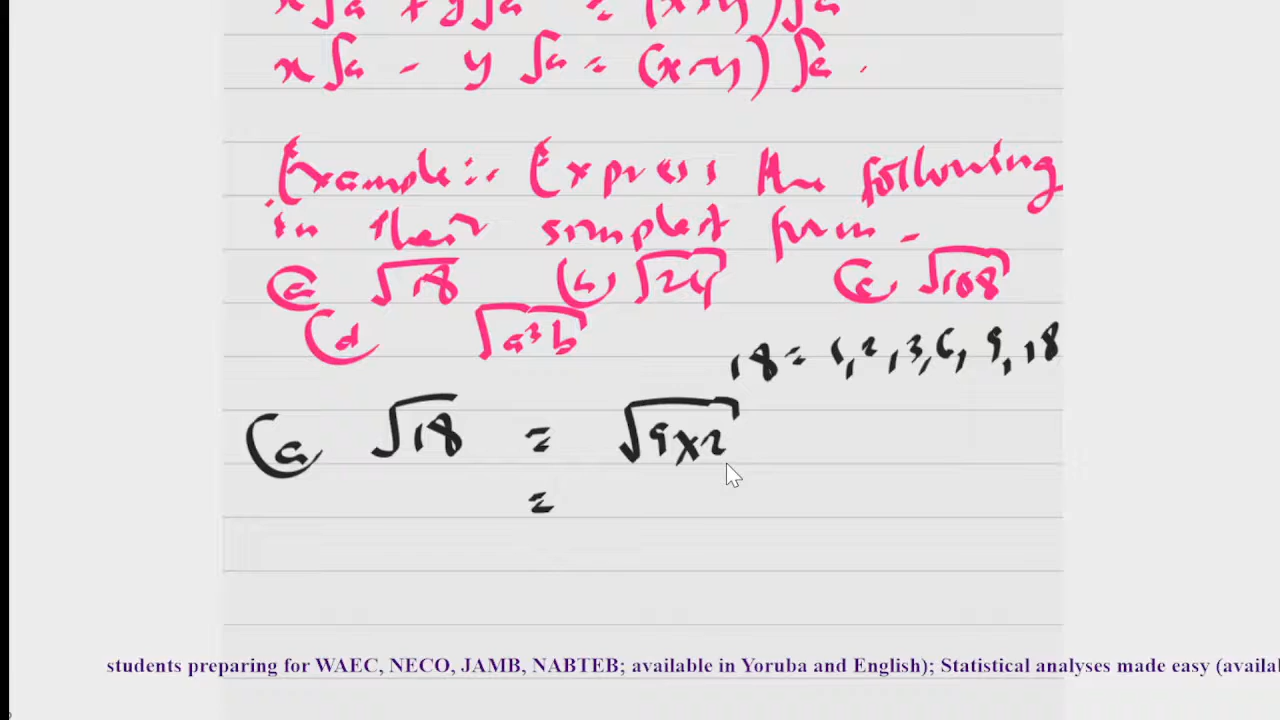 x√a + y√a = (x+y)√a
x√a - y√a = (x-y)√a.
Example:- Express the following
in their simplest form.
(a √18 (b) √24 (c √108
(d √a³b
18 = 1, 2, 3, 6, 9, 18
(a √18 = √9x2
=
students preparing for WAEC, NECO, JAMB, NABTEB; available in Yoruba and English); Statistical analyses made easy (availa